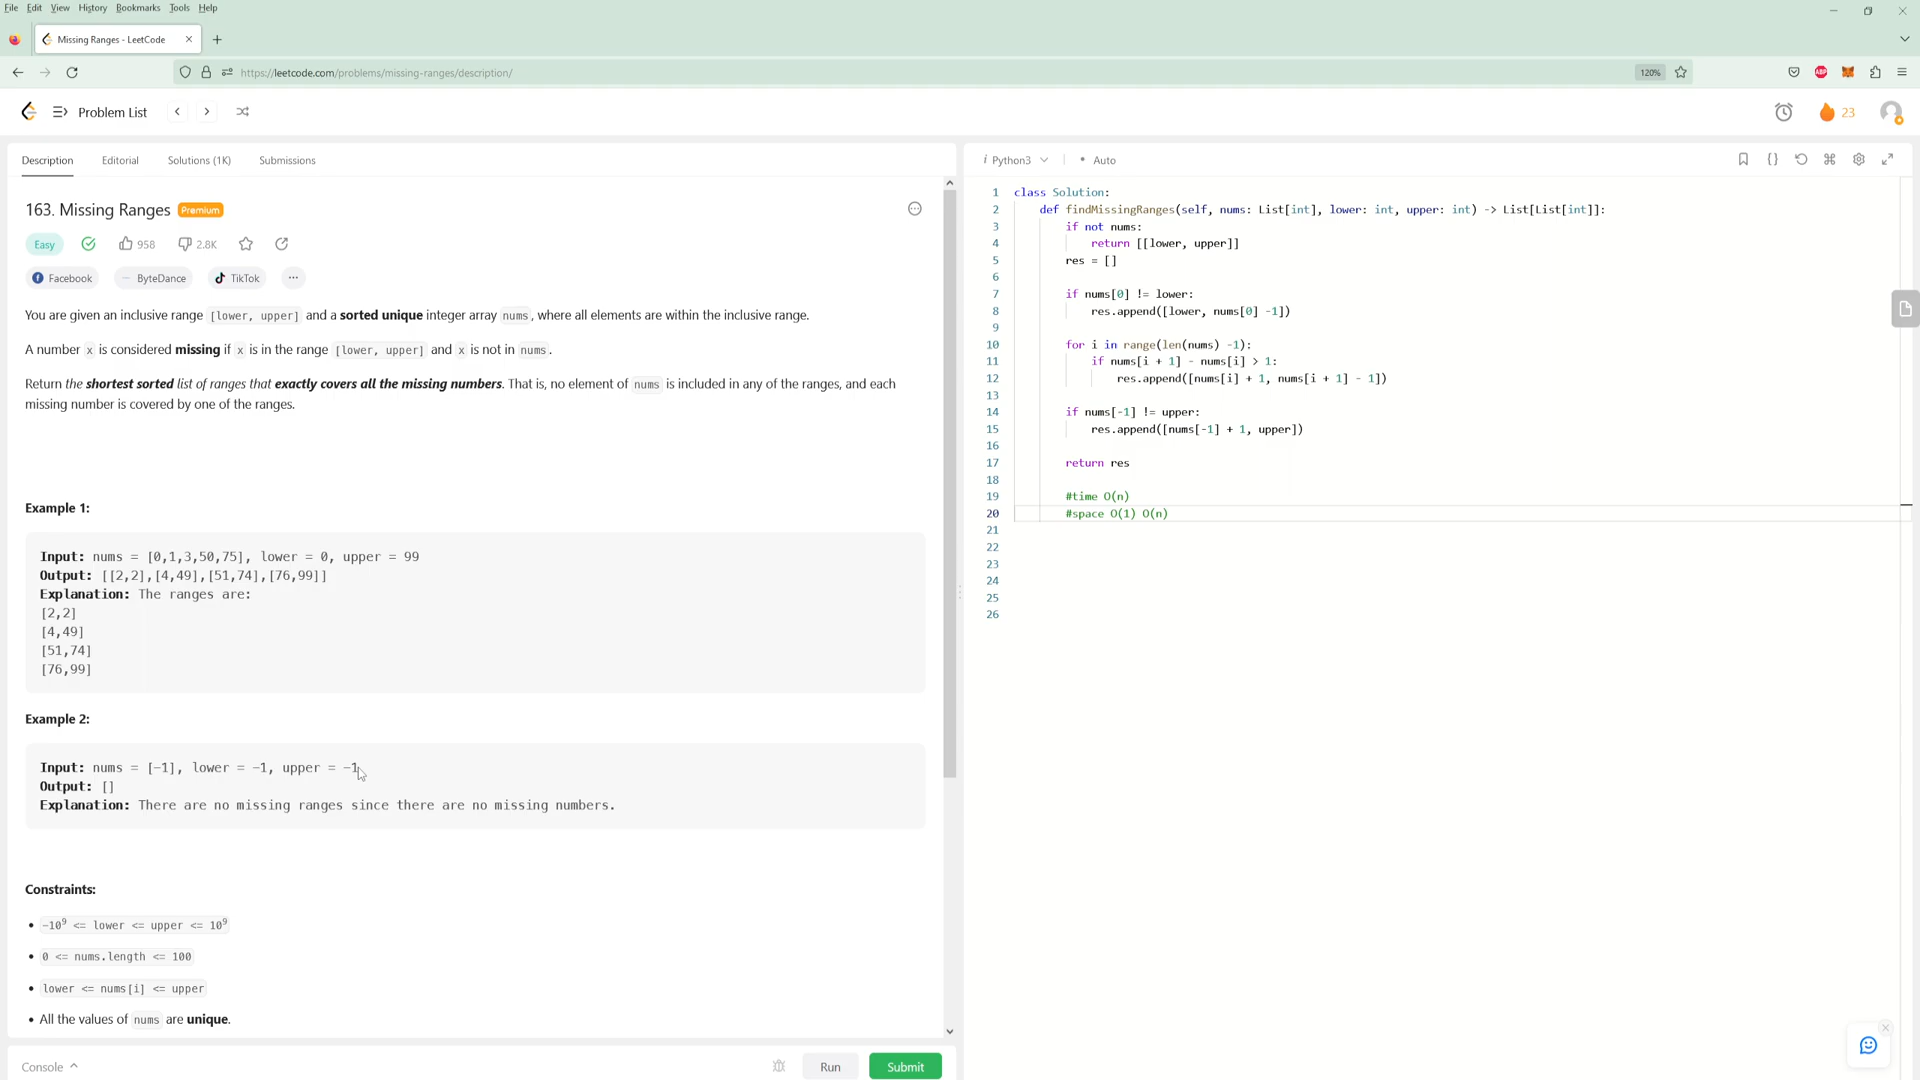 File Edit View History Bookmarks Tools Help
Missing Ranges - LeetCode
https://leetcode.com/problems/missing-ranges/description/
120%
ABP
Problem List
23
Description Editorial Solutions (1K) Submissions
163. Missing Ranges Premium
Easy 958 2.8K
Facebook ByteDance TikTok
You are given an inclusive range [lower, upper] and a sorted unique integer array nums, where all elements are within the inclusive range.
A number x is considered missing if x is in the range [lower, upper] and x is not in nums.
Return the shortest sorted list of ranges that exactly covers all the missing numbers. That is, no element of nums is included in any of the ranges, and each
missing number is covered by one of the ranges.
Example 1:
Input: nums = [0,1,3,50,75], lower = 0, upper = 99
Output: [[2,2],[4,49],[51,74],[76,99]]
Explanation: The ranges are:
[2,2]
[4,49]
[51,74]
[76,99]
Example 2:
Input: nums = [-1], lower = -1, upper = -1
Output: []
Explanation: There are no missing ranges since there are no missing numbers.
Constraints:
• -10⁹ <= lower <= upper <= 10⁹
• 0 <= nums.length <= 100
• lower <= nums[i] <= upper
• All the values of nums are unique.
Console Run Submit
i Python3 • Auto
1 class Solution:
2 def findMissingRanges(self, nums: List[int], lower: int, upper: int) -> List[List[int]]:
3 if not nums:
4 return [[lower, upper]]
5 res = []
6
7 if nums[0] != lower:
8 res.append([lower, nums[0] -1])
9
10 for i in range(len(nums) -1):
11 if nums[i + 1] - nums[i] > 1:
12 res.append([nums[i] + 1, nums[i + 1] - 1])
13
14 if nums[-1] != upper:
15 res.append([nums[-1] + 1, upper])
16
17 return res
18
19 #time O(n)
20 #space O(1) O(n)
21
22
23
24
25
26